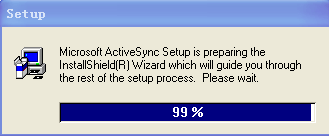 Setup
Microsoft ActiveSync Setup is preparing the
InstallShield(R) Wizard which will guide you through
the rest of the setup process. Please wait.
99 %